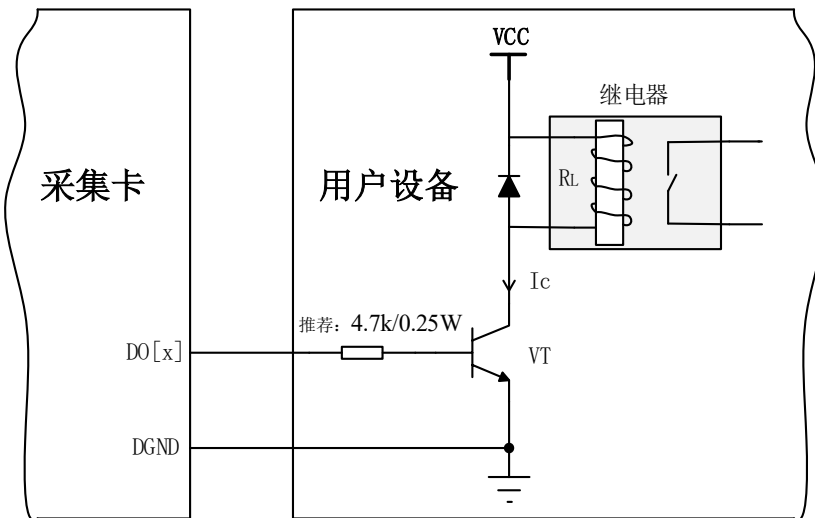 VCC
继电器
采集卡
用户设备
RL
Ic
推荐：4.7k/0.25W
DO[x]
VT
DGND